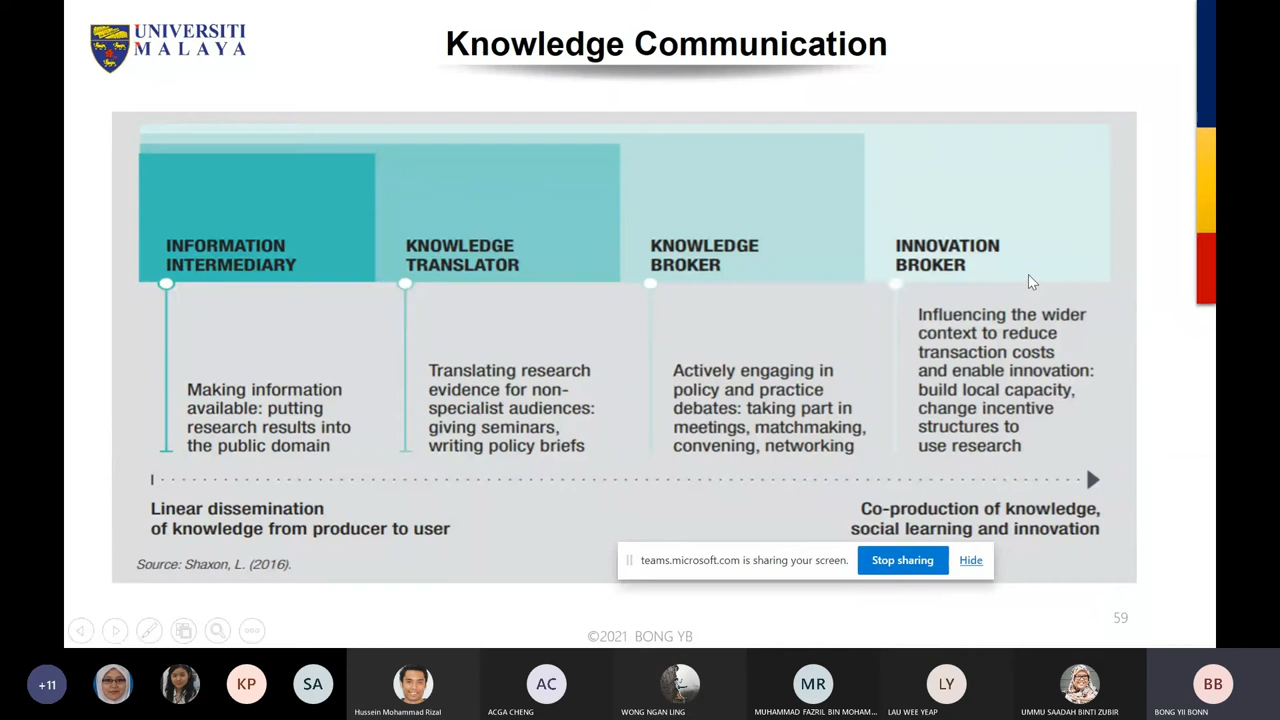 UNIVERSITI
MALAYA
Knowledge Communication
INFORMATION
INTERMEDIARY
KNOWLEDGE
TRANSLATOR
KNOWLEDGE
BROKER
INNOVATION
BROKER
Making information
available: putting
research results into
the public domain
Translating research
evidence for non-
specialist audiences:
giving seminars,
writing policy briefs
Actively engaging in
policy and practice
debates: taking part in
meetings, matchmaking,
convening, networking
Influencing the wider
context to reduce
transaction costs
and enable innovation:
build local capacity,
change incentive
structures to
use research
Linear dissemination
of knowledge from producer to user
Co-production of knowledge,
social learning and innovation
Source: Shaxon, L. (2016).
teams.microsoft.com is sharing your screen.
Stop sharing
Hide
59
©2021 BONG YB
+11
KP
SA
Hussein Mohammad Rizal
AC
ACGA CHENG
WONG NGAN LING
MR
MUHAMMAD FAZRIL BIN MOHAM...
LY
LAU WEE YEAP
UMMU SAADAH BINTI ZUBIR
BB
BONG YII BONN